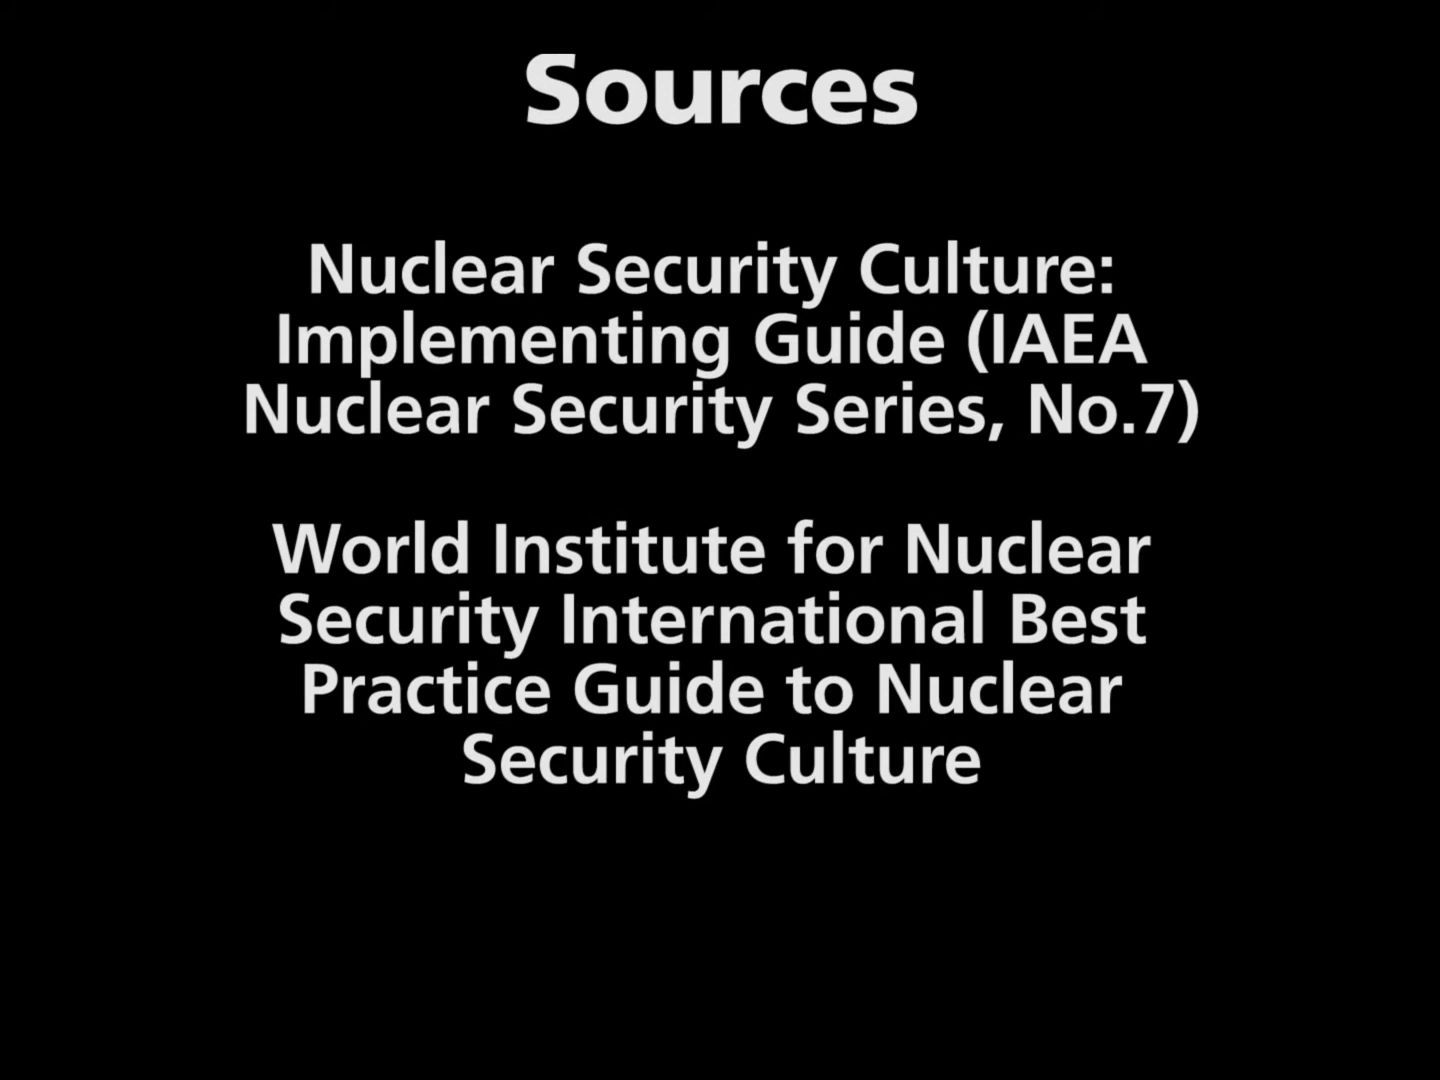 Sources
Nuclear Security Culture:
Implementing Guide (IAEA
Nuclear Security Series, No.7)
World Institute for Nuclear
Security International Best
Practice Guide to Nuclear
Security Culture